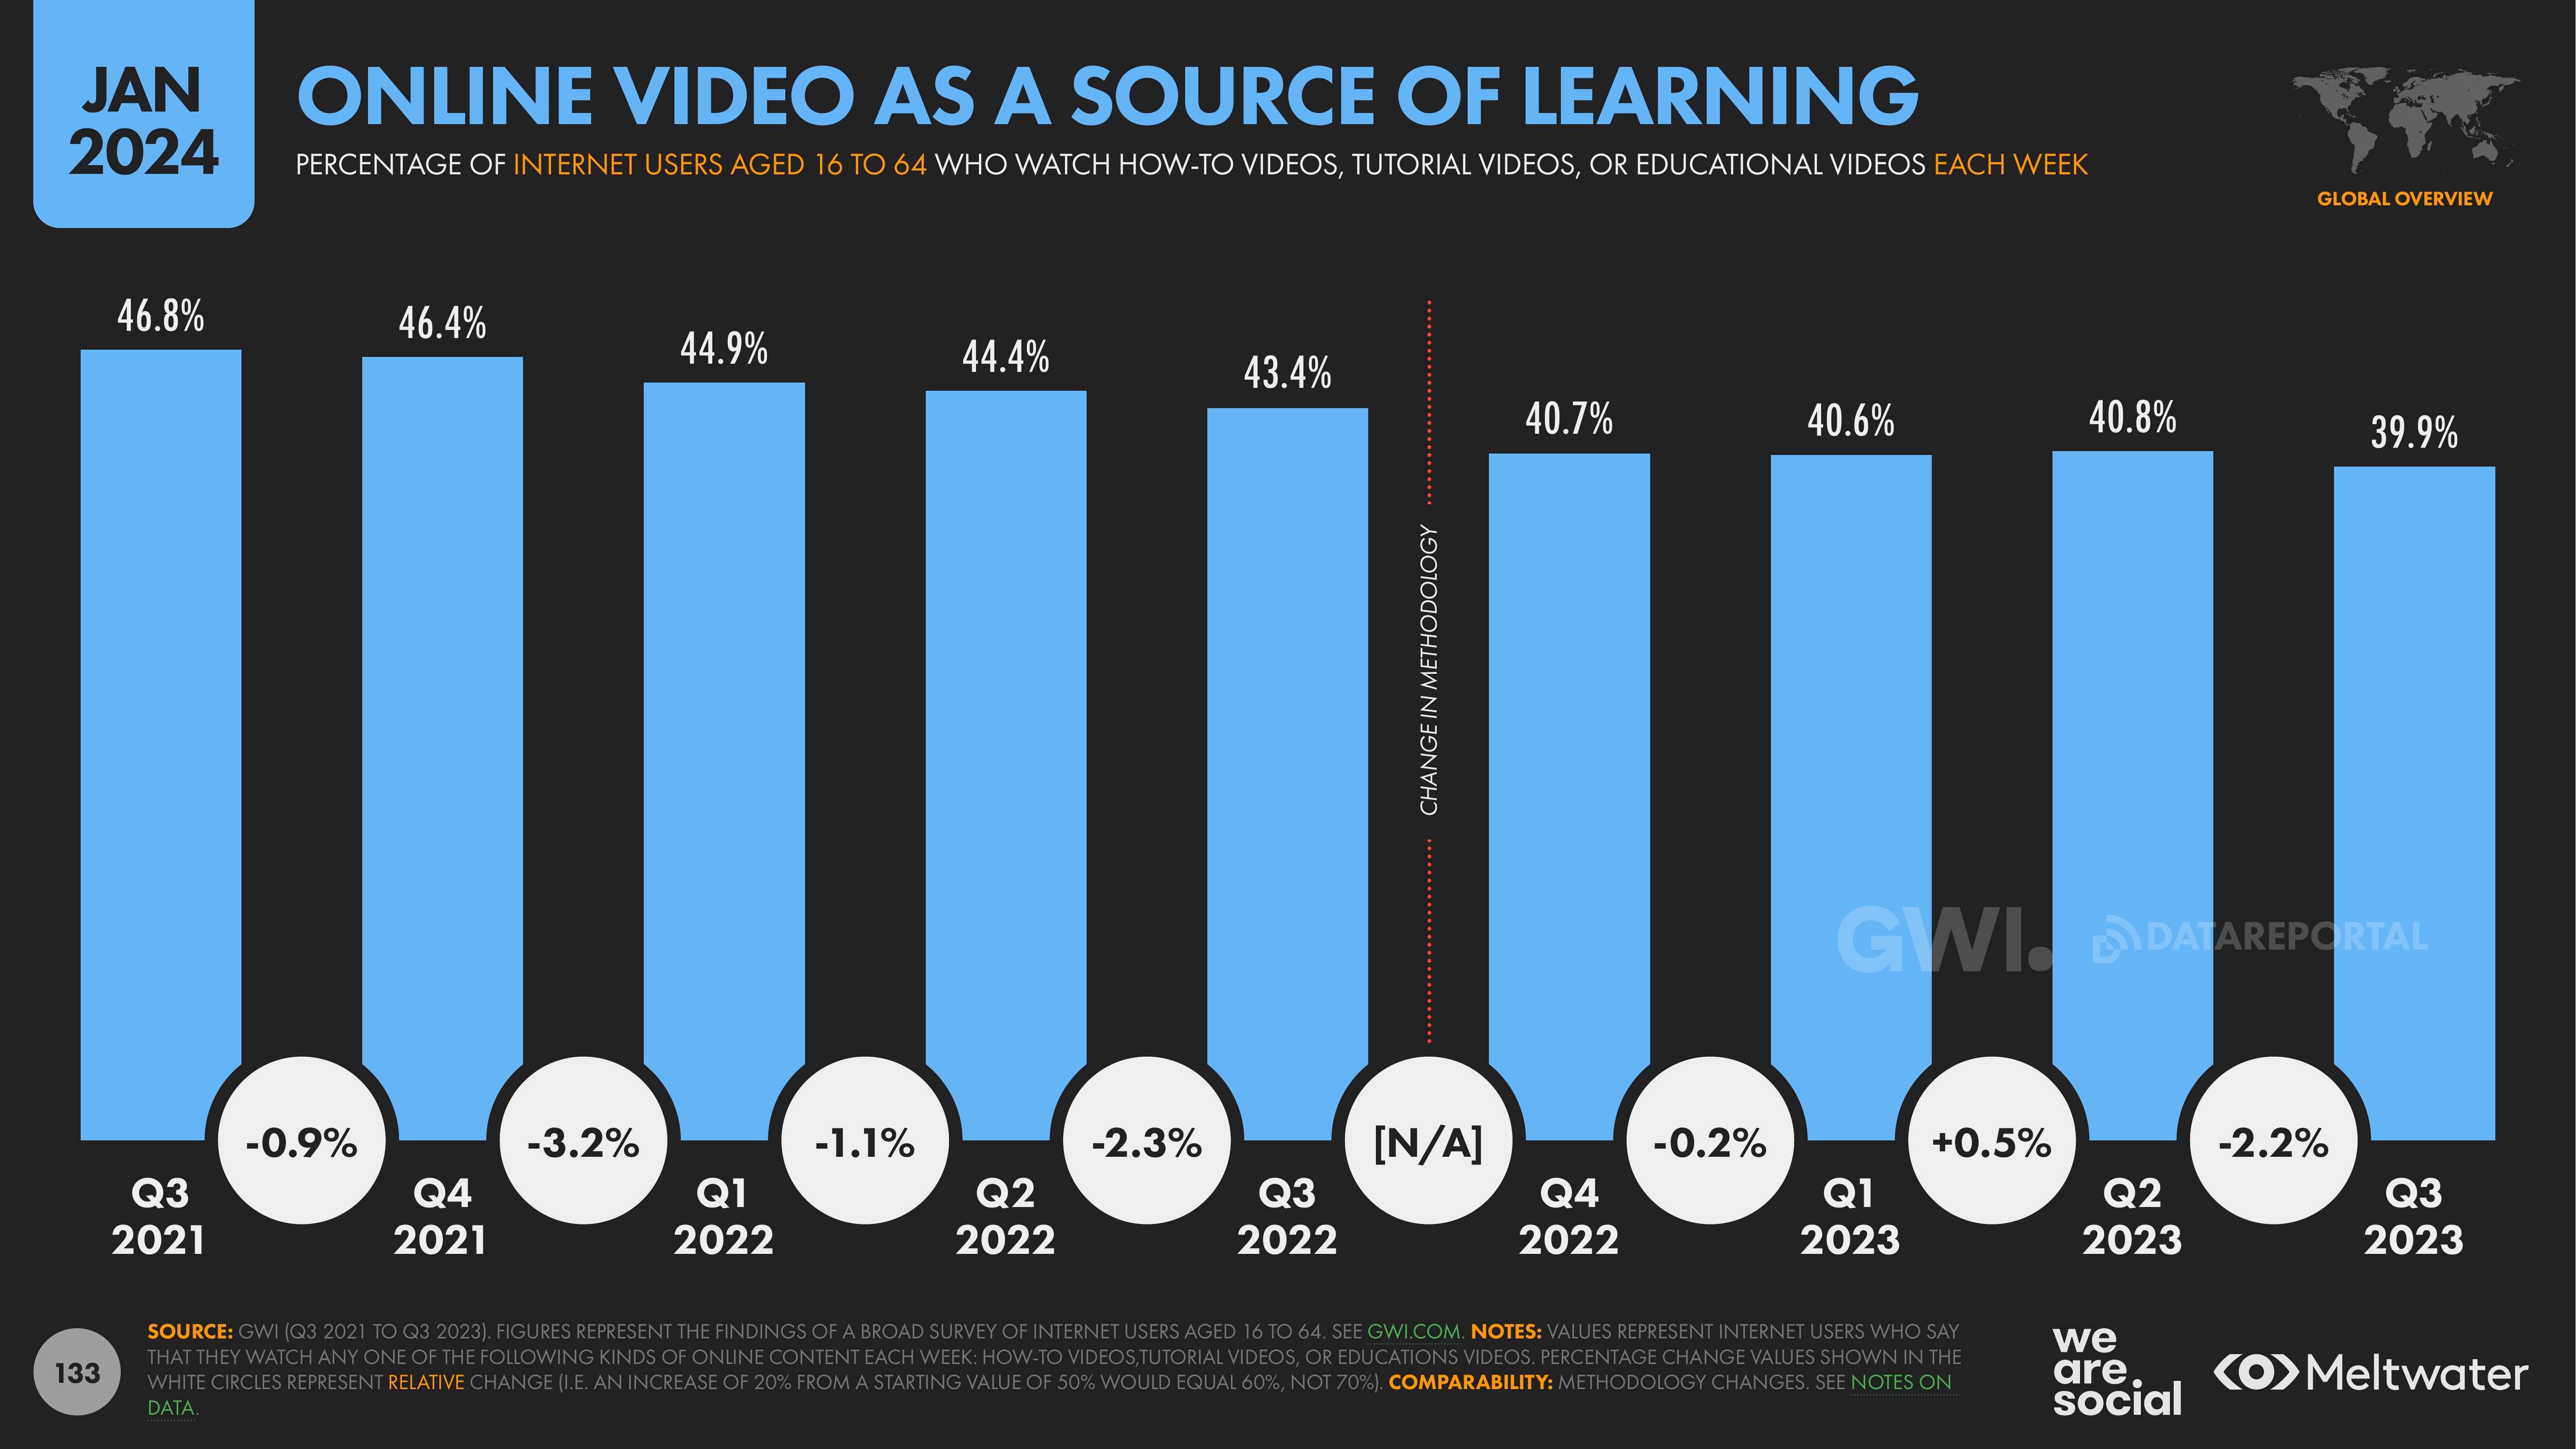 JAN
2024
ONLINE VIDEO AS A SOURCE OF LEARNING
PERCENTAGE OF INTERNET USERS AGED 16 TO 64 WHO WATCH HOW-TO VIDEOS, TUTORIAL VIDEOS, OR EDUCATIONAL VIDEOS EACH WEEK
GLOBAL OVERVIEW
46.8%
46.4%
44.9%
44.4%
43.4%
40.7%
40.6%
40.8%
39.9%
CHANGE IN METHODOLOGY
GWI.
DATAREPORTAL
-0.9%
-3.2%
-1.1%
-2.3%
[N/A]
-0.2%
+0.5%
-2.2%
Q3
2021
Q4
2021
Q1
2022
Q2
2022
Q3
2022
Q4
2022
Q1
2023
Q2
2023
Q3
2023
133
SOURCE: GWI (Q3 2021 TO Q3 2023). FIGURES REPRESENT THE FINDINGS OF A BROAD SURVEY OF INTERNET USERS AGED 16 TO 64. SEE GWI.COM. NOTES: VALUES REPRESENT INTERNET USERS WHO SAY
THAT THEY WATCH ANY ONE OF THE FOLLOWING KINDS OF ONLINE CONTENT EACH WEEK: HOW-TO VIDEOS,TUTORIAL VIDEOS, OR EDUCATIONS VIDEOS. PERCENTAGE CHANGE VALUES SHOWN IN THE
WHITE CIRCLES REPRESENT RELATIVE CHANGE (I.E. AN INCREASE OF 20% FROM A STARTING VALUE OF 50% WOULD EQUAL 60%, NOT 70%). COMPARABILITY: METHODOLOGY CHANGES. SEE NOTES ON
DATA.
we
are
social
Meltwater